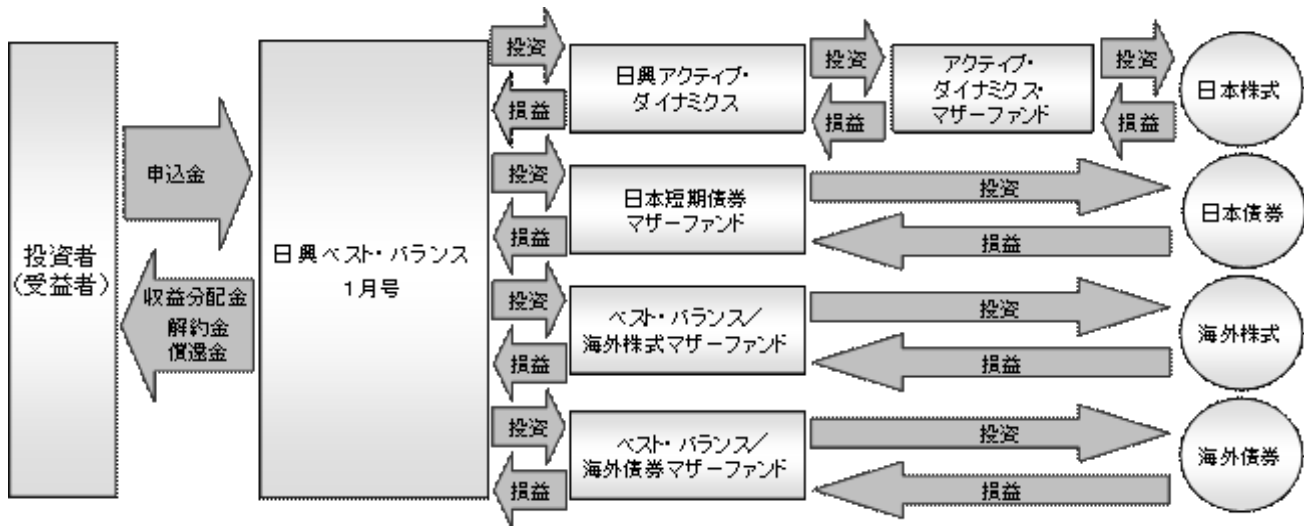 投資者
(受益者)
申込金
収益分配金
解約金
償還金
日興ベスト・バランス
1月号
投資
損益
日興アクティブ・
ダイナミクス
投資
損益
アクティブ・
ダイナミクス・
マザーファンド
投資
損益
日本株式
投資
損益
日本短期債券
マザーファンド
投資
損益
日本債券
投資
損益
ベスト・バランス/
海外株式マザーファンド
投資
損益
海外株式
投資
損益
ベスト・バランス/
海外債券マザーファンド
投資
損益
海外債券